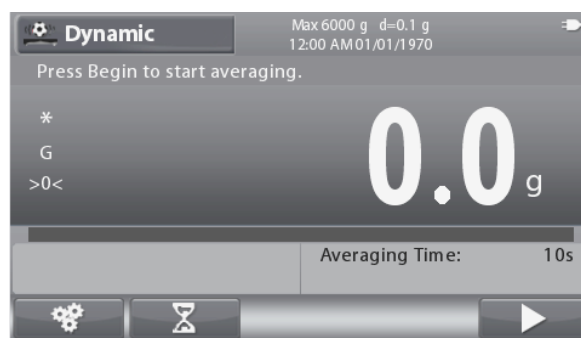 Dynamic
Max 6000 g d=0.1 g
12:00 AM 01/01/1970
Press Begin to start averaging.
*
G
>0<
0.0 g
Averaging Time: 10s